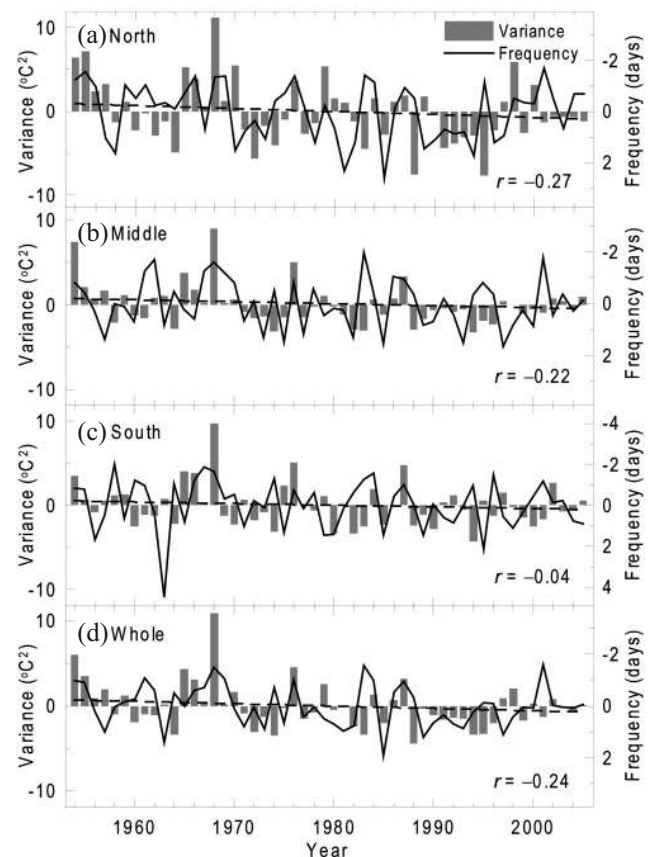 (a) North
Variance
Frequency
10
0
-10
Variance (°C²)
-2
0
2
Frequency (days)
r = −0.27
(b) Middle
10
0
-10
Variance (°C²)
-2
0
2
Frequency (days)
r = −0.22
(c) South
10
0
-10
Variance (°C²)
-4
-2
0
2
4
Frequency (days)
r = −0.04
(d) Whole
10
0
-10
Variance (°C²)
-2
0
2
Frequency (days)
r = −0.24
1960 1970 1980 1990 2000
Year